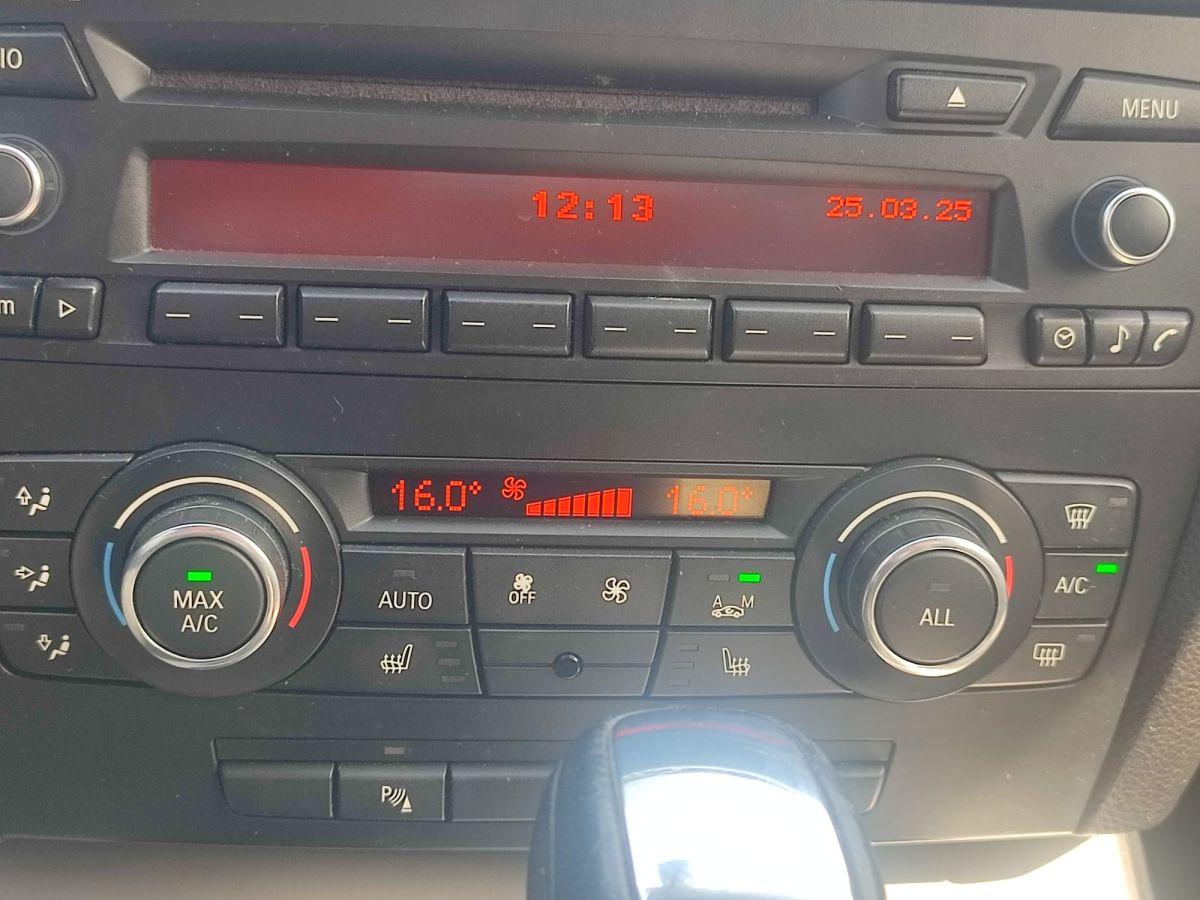 IO
MENU
12:13 25.03.25
m
16.0° 16.0°
MAX
A/C
AUTO
OFF
A M
ALL
A/C
P